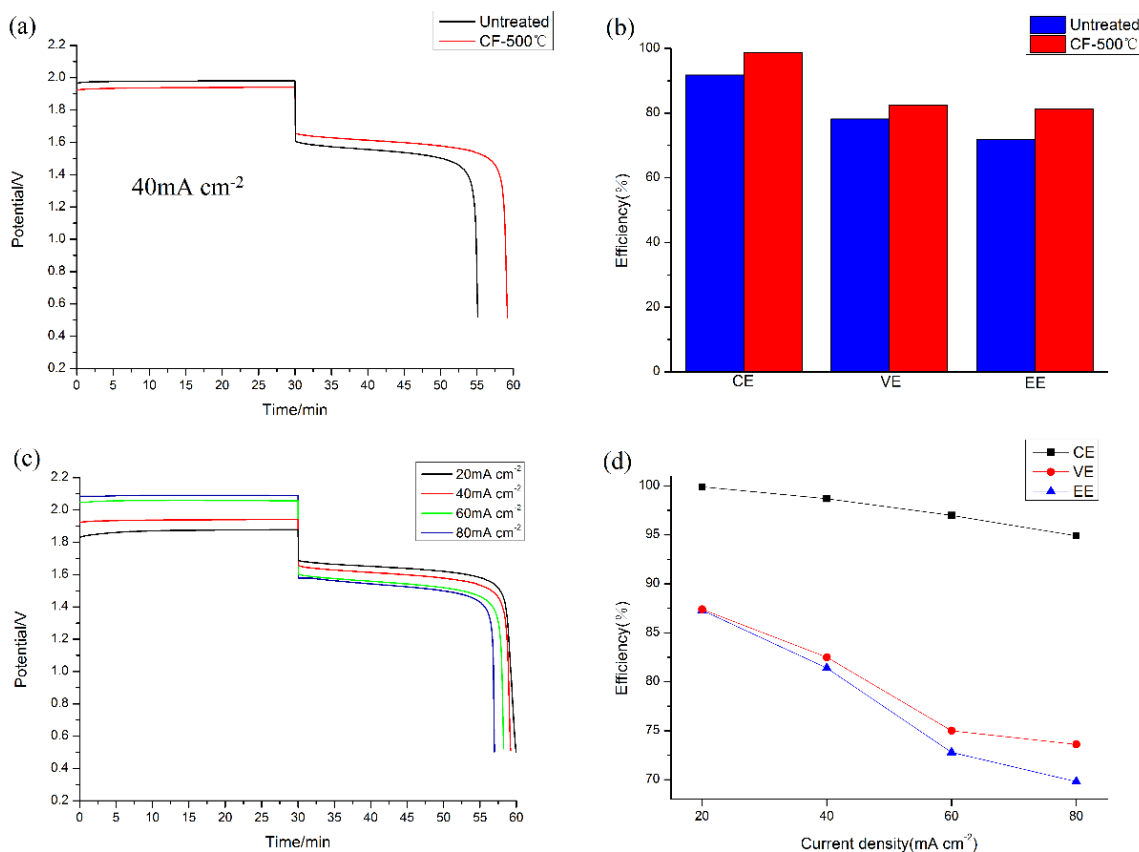 (a)
Untreated
CF-500℃
2.2
2.0
1.8
1.6
1.4
1.2
1.0
0.8
0.6
0.4
0.2
Potential/V
40mA cm-2
0 5 10 15 20 25 30 35 40 45 50 55 60
Time/min
(b)
Untreated
CF-500℃
100
80
60
40
20
0
Efficiency(%)
CE VE EE
(c)
20mA cm-2
40mA cm-2
60mA cm-2
80mA cm-2
2.2
2.0
1.8
1.6
1.4
1.2
1.0
0.8
0.6
0.4
0.2
Potential/V
0 5 10 15 20 25 30 35 40 45 50 55 60
Time/min
(d)
CE
VE
EE
100
95
90
85
80
75
70
Efficiency(%)
20 40 60 80
Current density(mA cm-2)